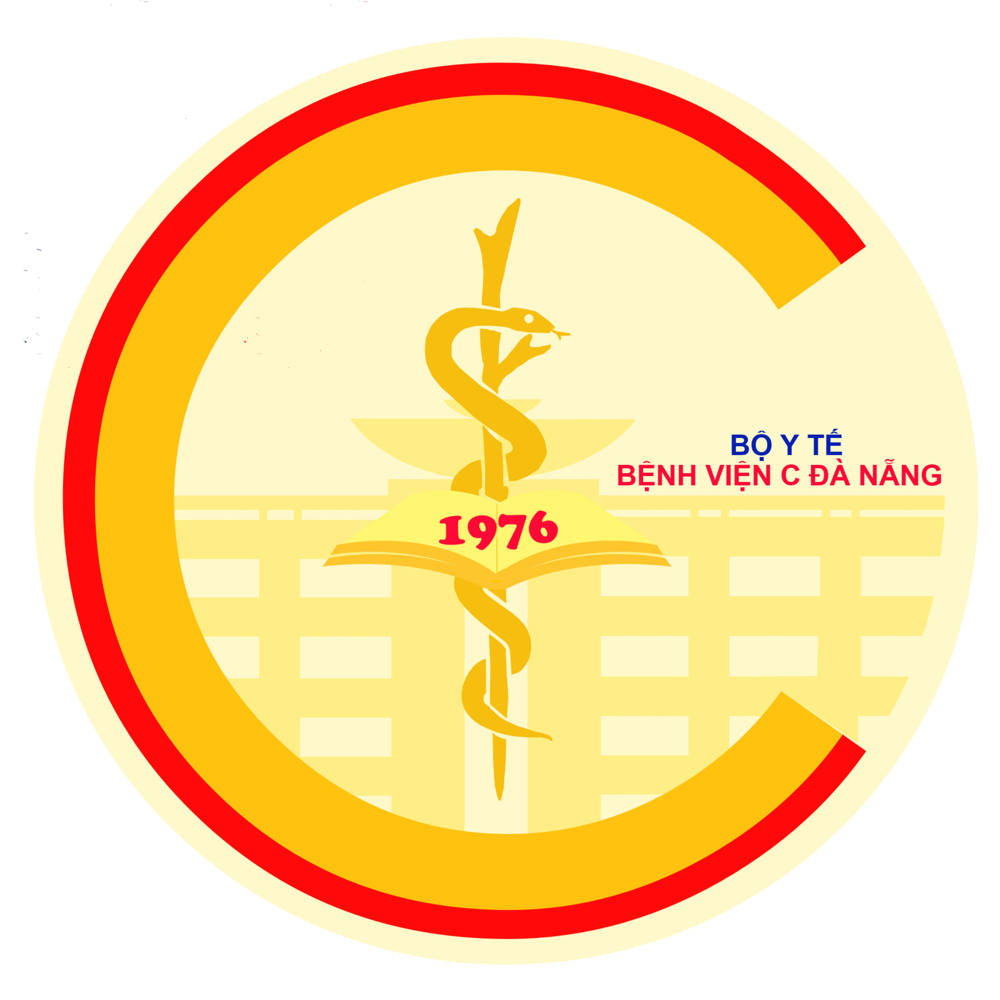 BỘ Y TẾ
BỆNH VIỆN C ĐÀ NẴNG
1976